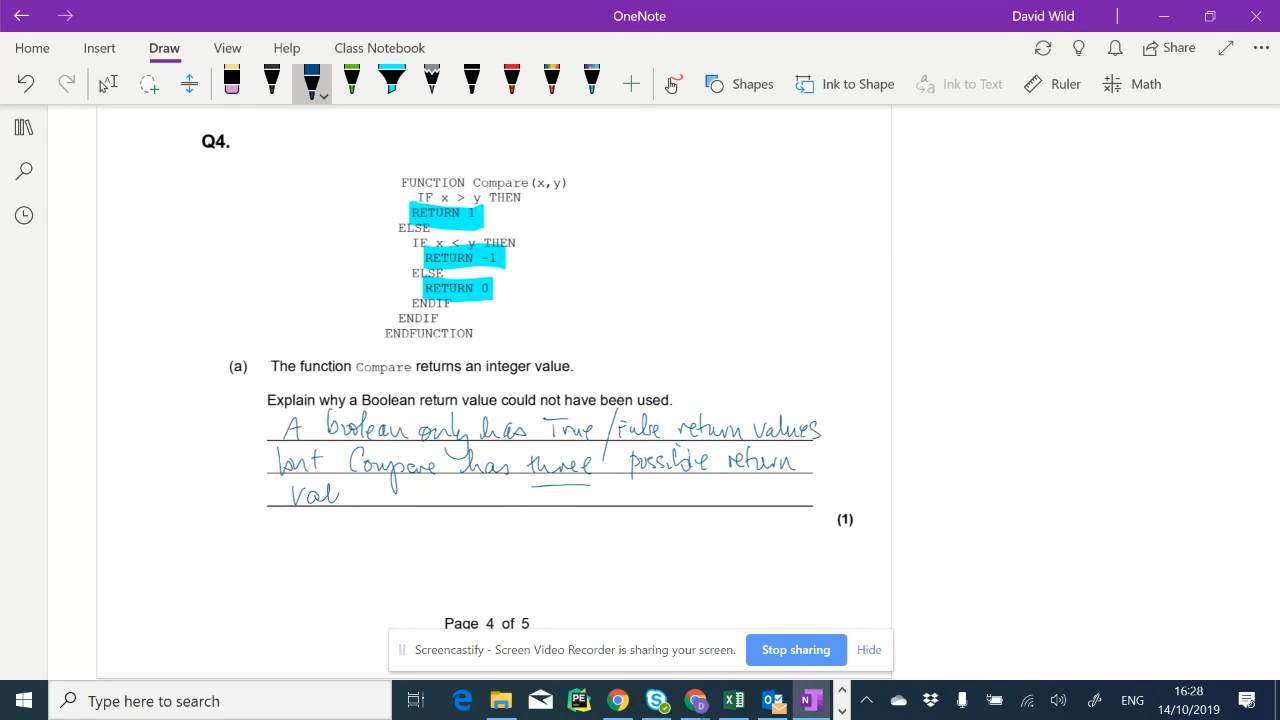 OneNote
David Wild
Home Insert Draw View Help Class Notebook
Share
Shapes Ink to Shape Ink to Text Ruler Math
Q4.
FUNCTION Compare(x,y)
IF x > y THEN
RETURN 1
ELSE
IF x < y THEN
RETURN -1
ELSE
RETURN 0
ENDIF
ENDIF
ENDFUNCTION
(a) The function Compare returns an integer value.
Explain why a Boolean return value could not have been used.
A boolean only has True/False return values
but Compare has three possible return
val
(1)
Page 4 of 5
Screencastify - Screen Video Recorder is sharing your screen. Stop sharing Hide
Type here to search
ENG
16:28
14/10/2019